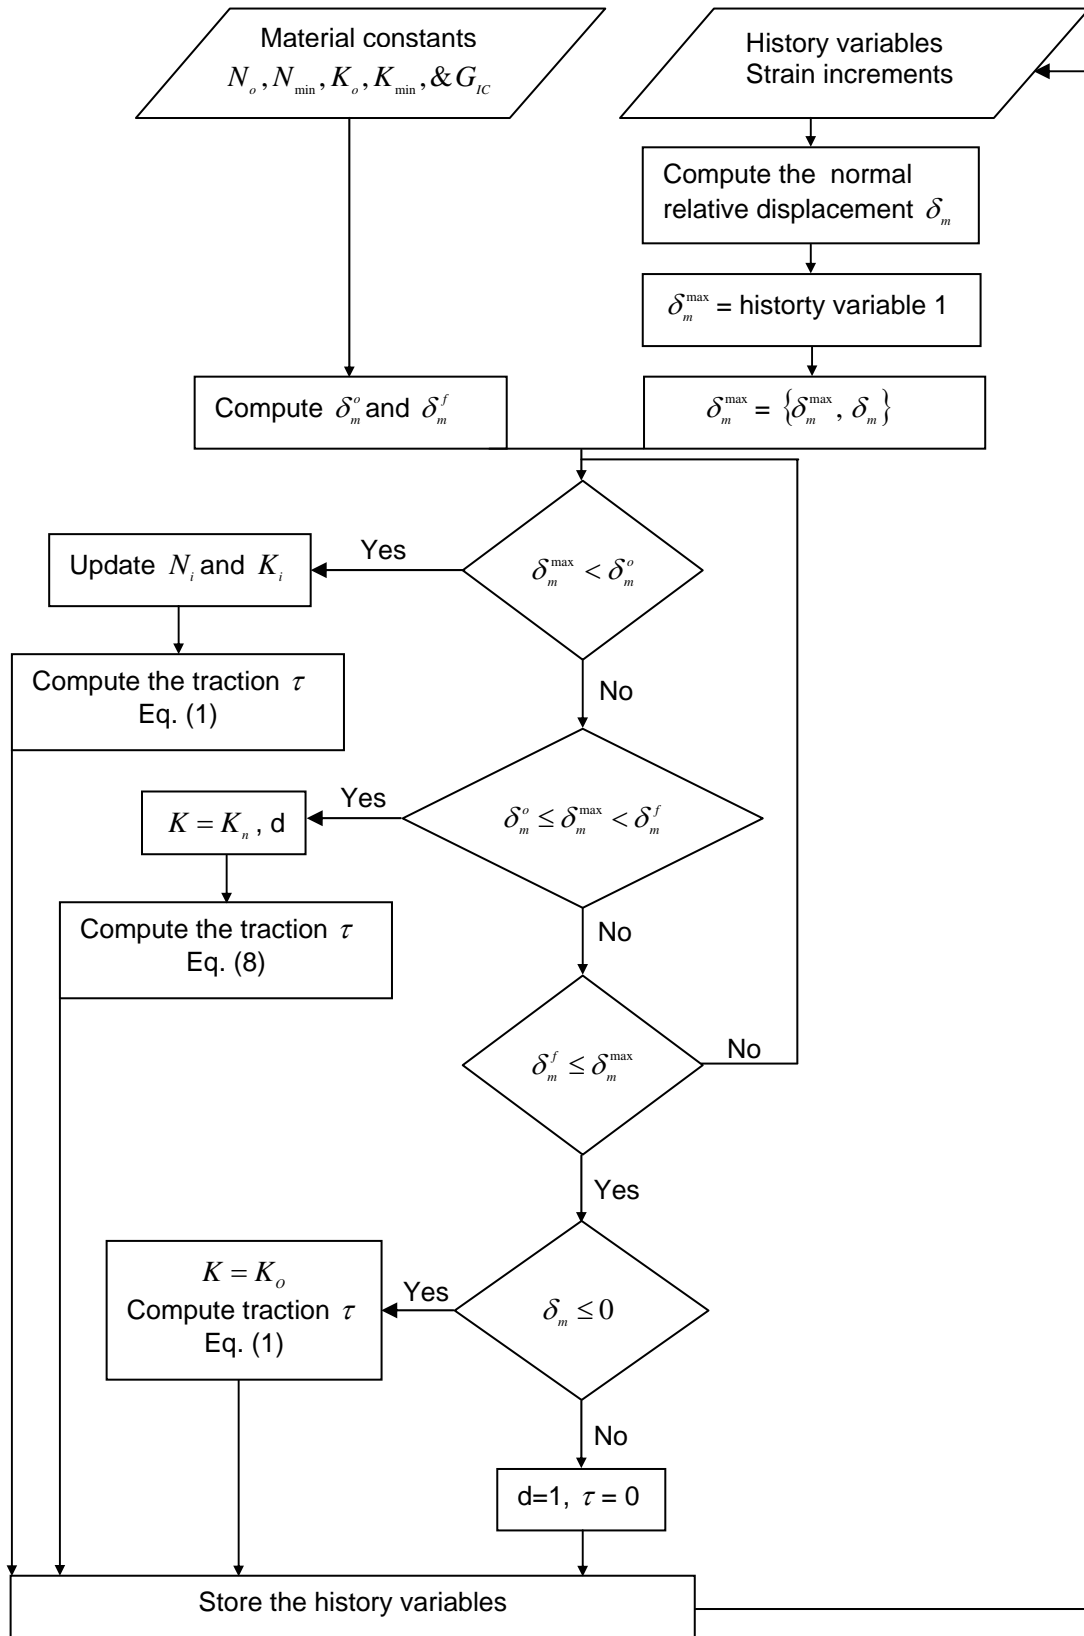 Material constants
N_o, N_min, K_o, K_min, & G_IC
History variables
Strain increments
Compute the normal
relative displacement δ_m
δ_m^max = historty variable 1
Compute δ_m^o and δ_m^f
δ_m^max = {δ_m^max, δ_m}
δ_m^max < δ_m^o
Yes
Update N_i and K_i
Compute the traction τ
Eq. (1)
No
δ_m^o ≤ δ_m^max < δ_m^f
Yes
K = K_n , d
Compute the traction τ
Eq. (8)
No
δ_m^f ≤ δ_m^max
No
Yes
δ_m ≤ 0
Yes
K = K_o
Compute traction τ
Eq. (1)
No
d=1, τ = 0
Store the history variables